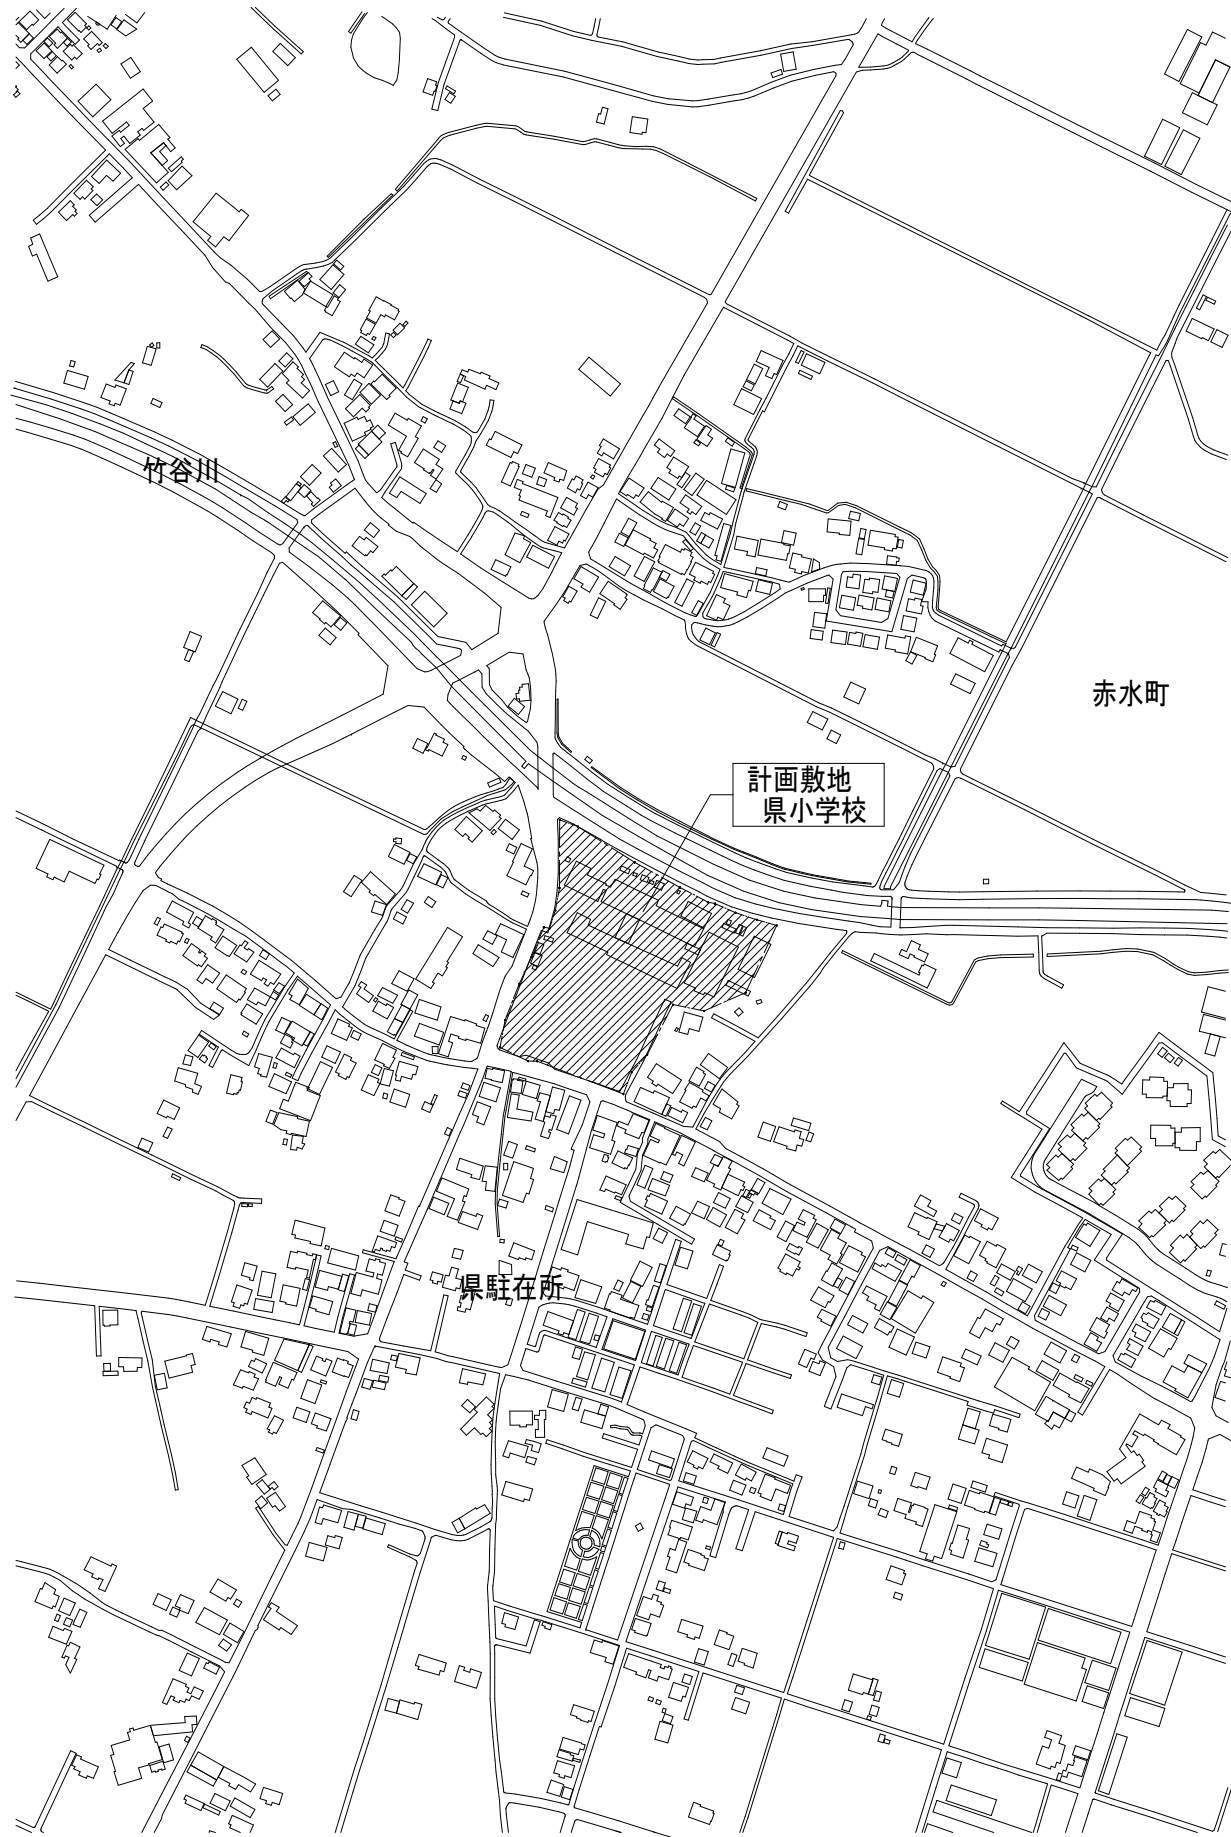 竹谷川
赤水町
計画敷地
県小学校
県駐在所